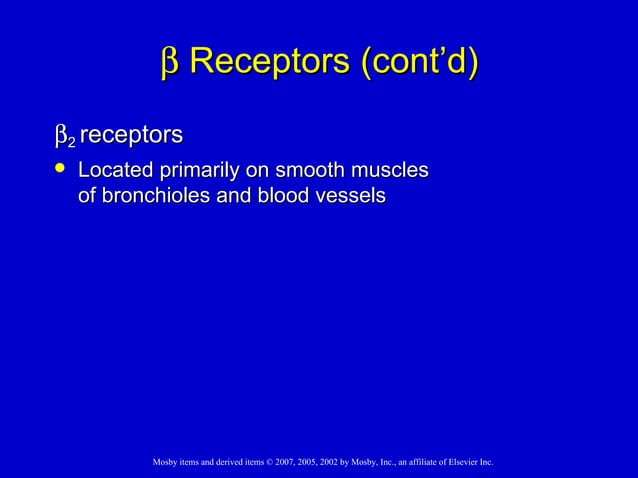 β Receptors (cont’d)
β2 receptors
• Located primarily on smooth muscles
of bronchioles and blood vessels
Mosby items and derived items © 2007, 2005, 2002 by Mosby, Inc., an affiliate of Elsevier Inc.